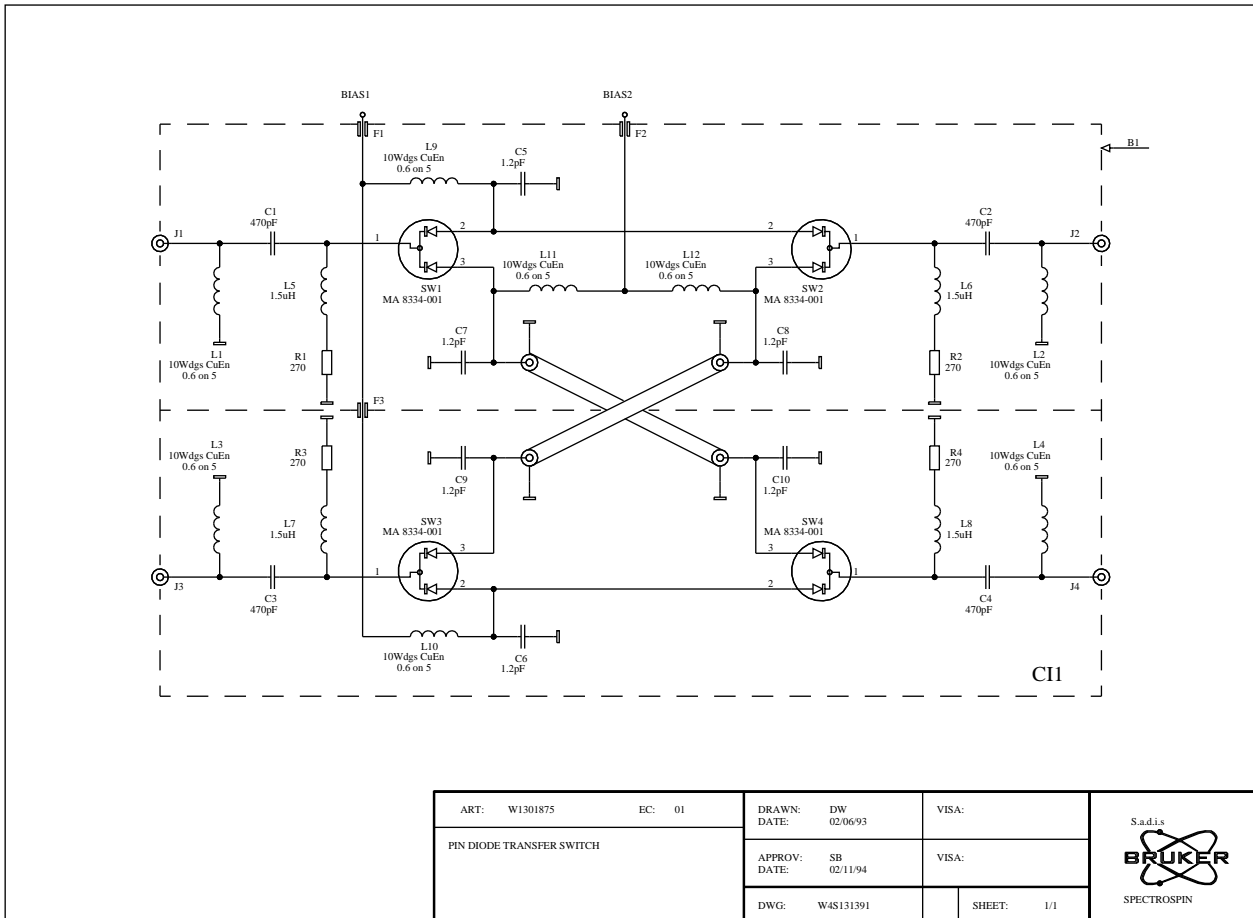 BIAS1
BIAS2
F1
F2
B1
L9
10Wdgs CuEn
0.6 on 5
C5
1.2pF
C1
470pF
C2
470pF
J1
J2
1
2
3
2
3
1
L11
10Wdgs CuEn
0.6 on 5
L12
10Wdgs CuEn
0.6 on 5
SW1
MA 8334-001
SW2
MA 8334-001
L5
1.5uH
L6
1.5uH
C7
1.2pF
C8
1.2pF
L1
10Wdgs CuEn
0.6 on 5
R1
270
R2
270
L2
10Wdgs CuEn
0.6 on 5
F3
L3
10Wdgs CuEn
0.6 on 5
R3
270
R4
270
L4
10Wdgs CuEn
0.6 on 5
C9
1.2pF
C10
1.2pF
L7
1.5uH
L8
1.5uH
SW3
MA 8334-001
SW4
MA 8334-001
3
3
1
2
2
1
J3
J4
C3
470pF
C4
470pF
L10
10Wdgs CuEn
0.6 on 5
C6
1.2pF
CI1
ART: W1301875 EC: 01
PIN DIODE TRANSFER SWITCH
DRAWN: DW
DATE: 02/06/93
VISA:
APPROV: SB
DATE: 02/11/94
VISA:
DWG: W4S131391
SHEET: 1/1
S.a.d.i.s
BRUKER
SPECTROSPIN